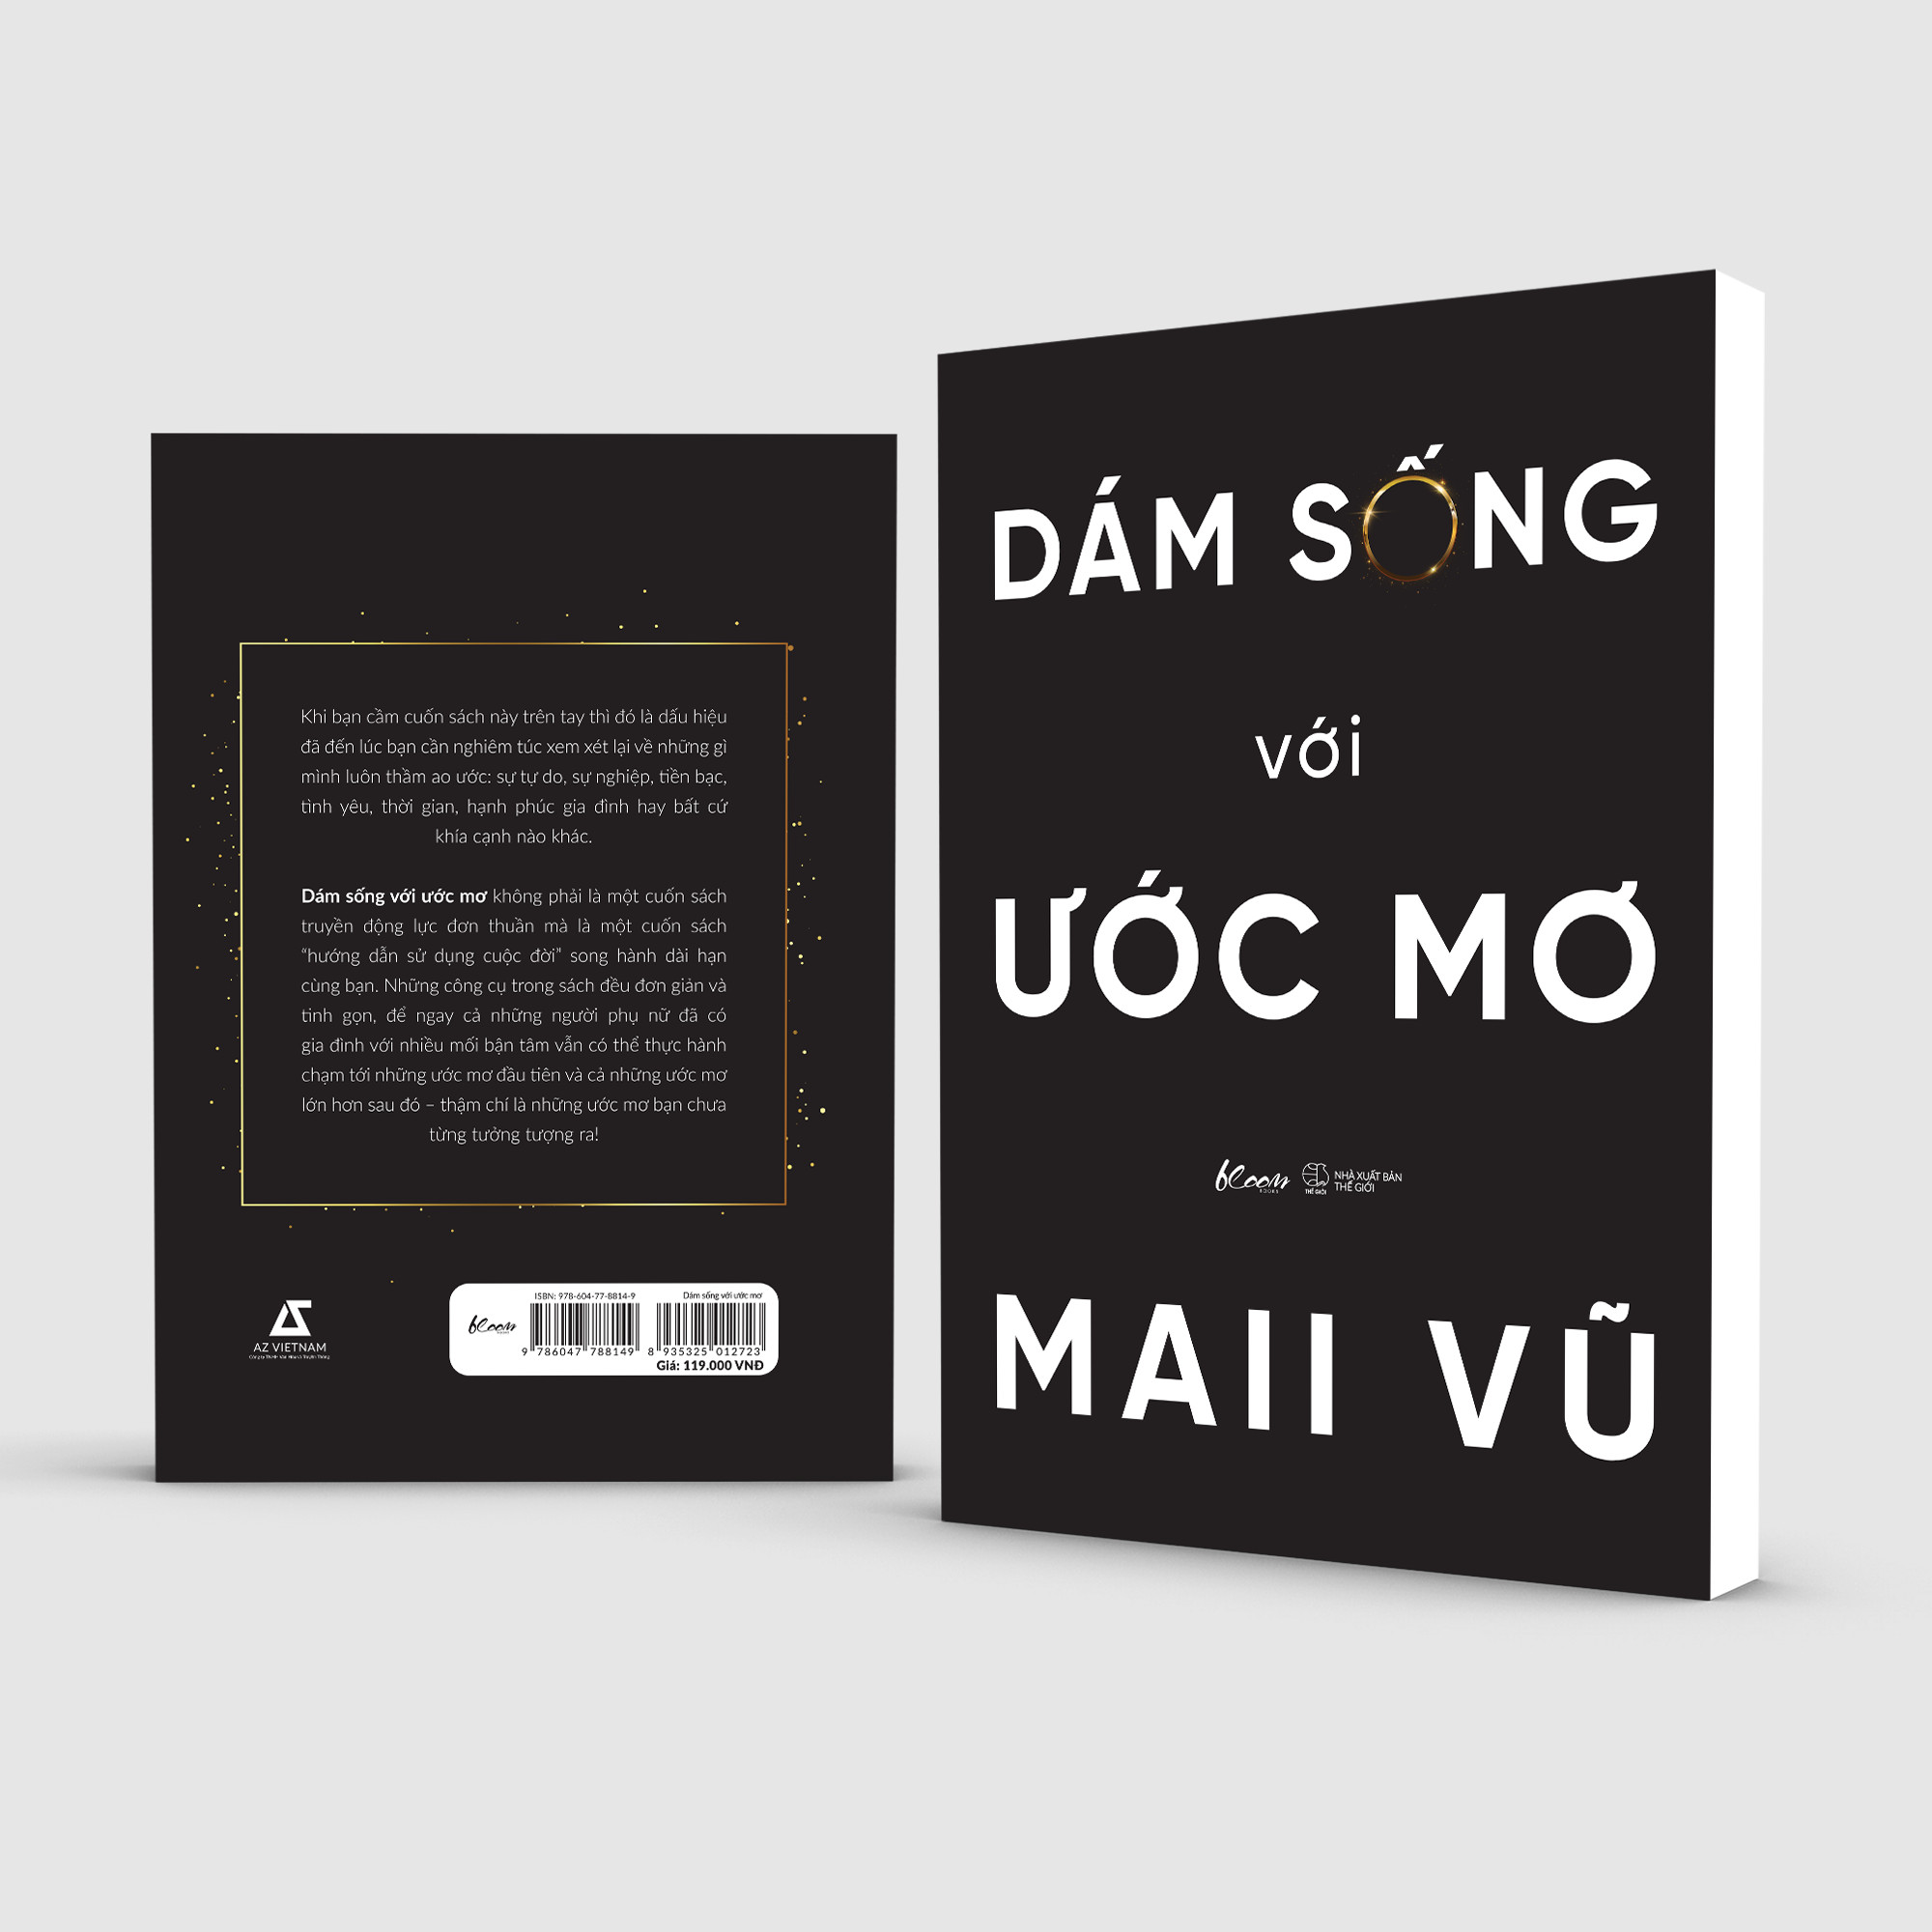 Khi bạn cầm cuốn sách này trên tay thì đó là dấu hiệu
đã đến lúc bạn cần nghiêm túc xem xét lại về những gì
mình luôn thầm ao ước: sự tự do, sự nghiệp, tiền bạc,
tình yêu, thời gian, hạnh phúc gia đình hay bất cứ
khía cạnh nào khác.
Dám sống với ước mơ không phải là một cuốn sách
truyền động lực đơn thuần mà là một cuốn sách
“hướng dẫn sử dụng cuộc đời” song hành dài hạn
cùng bạn. Những công cụ trong sách đều đơn giản và
tinh gọn, để ngay cả những người phụ nữ đã có
gia đình với nhiều mối bận tâm vẫn có thể thực hành
chạm tới những ước mơ đầu tiên và cả những ước mơ
lớn hơn sau đó – thậm chí là những ước mơ bạn chưa
từng tưởng tượng ra!
AZ VIETNAM
bloom
ISBN: 978-604-77-8814-9
9 786047 788149
Dám sống với ước mơ
8 935325 012723
Giá: 119.000 VNĐ
DÁM SỐNG
với
ƯỚC MƠ
bloom
BOOKS
THẾ GIỚI
NHÀ XUẤT BẢN
THẾ GIỚI
MAII VŨ